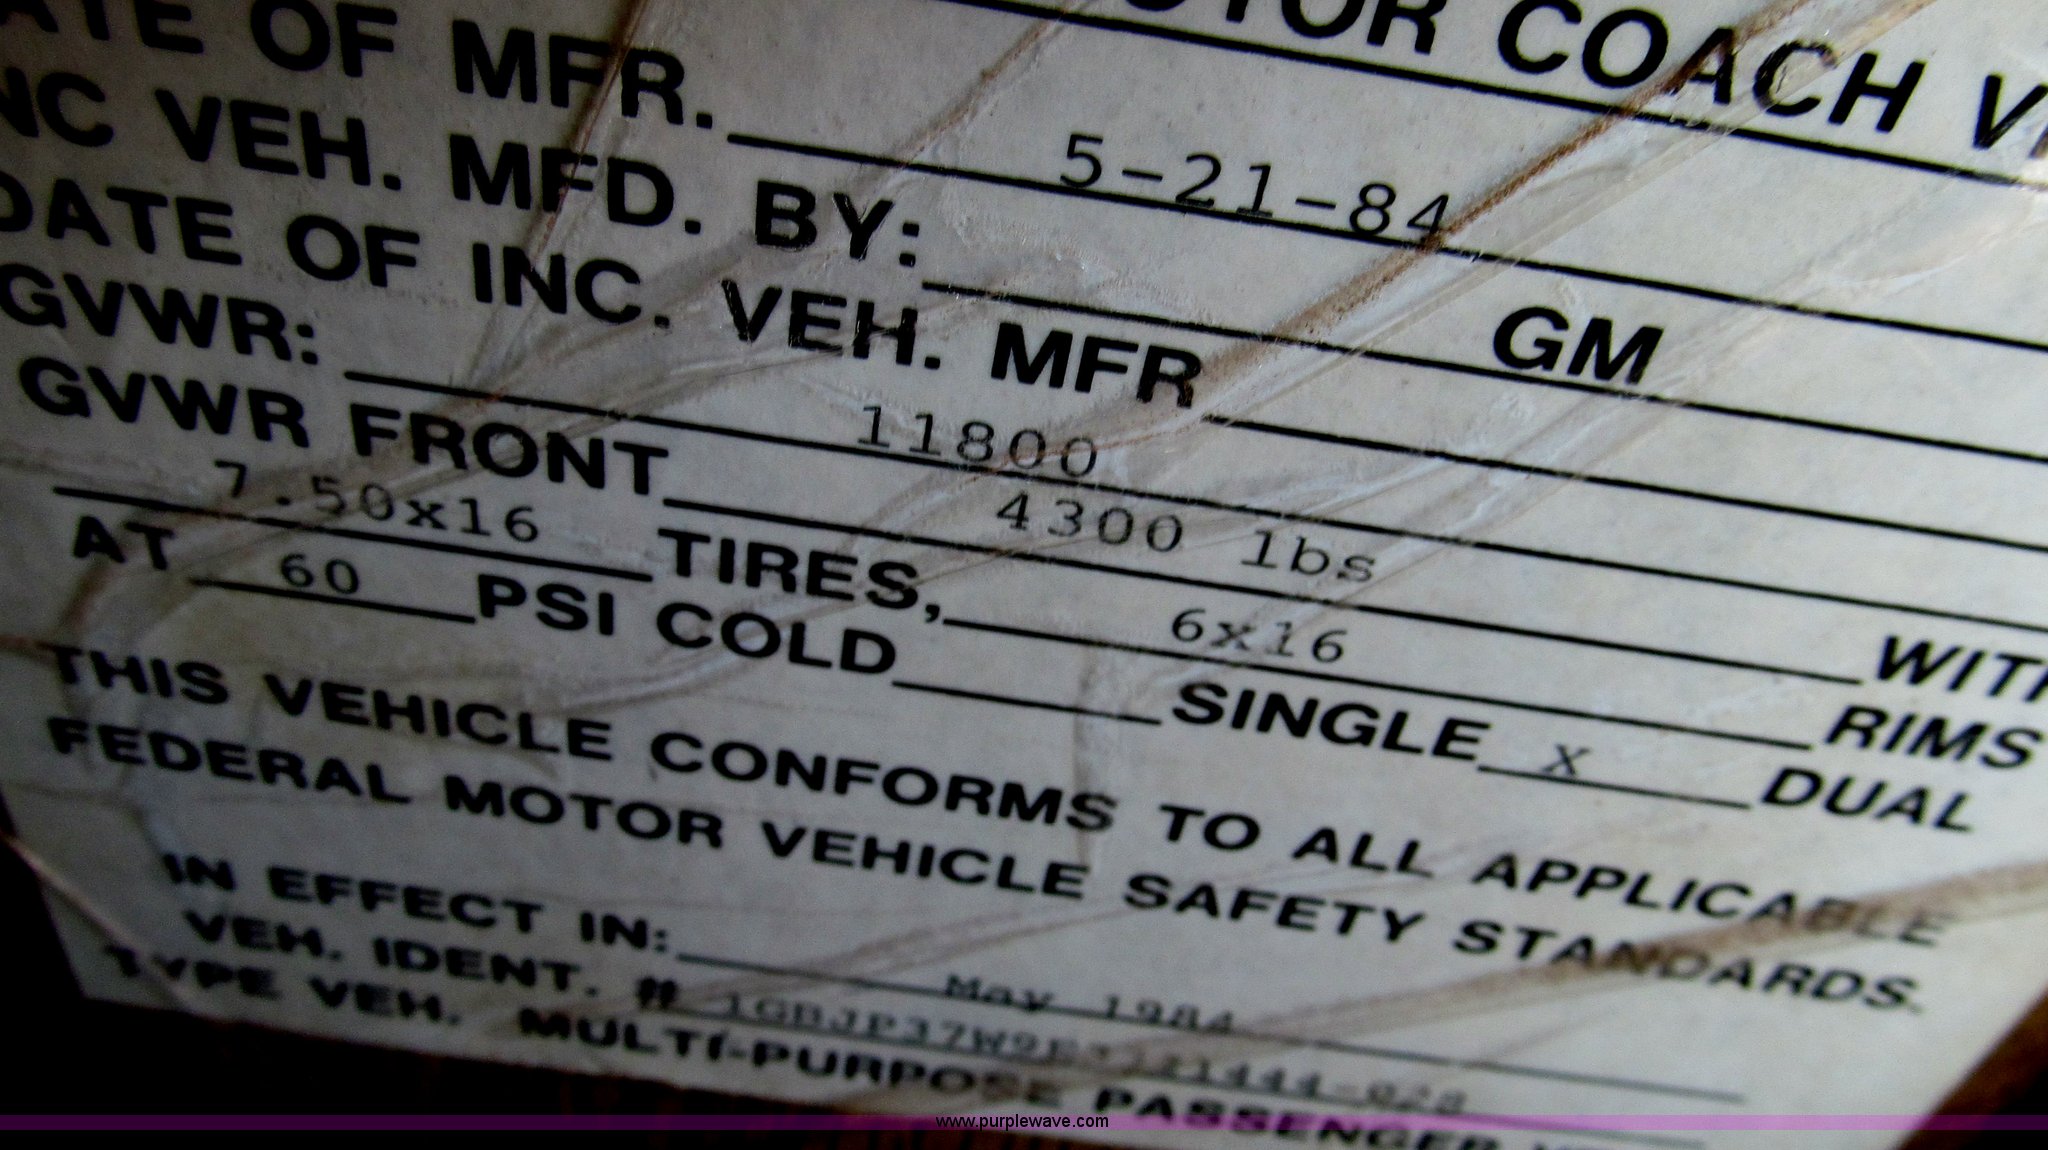 OTOR COACH
ATE OF MFR. 5-21-84
NC VEH. MFD. BY: GM
DATE OF INC. VEH. MFR
GVWR: 11800
GVWR FRONT 4300 lbs
7.50x16 TIRES, 6x16 RIMS
AT 60 PSI COLD SINGLE x DUAL
THIS VEHICLE CONFORMS TO ALL APPLICABLE
FEDERAL MOTOR VEHICLE SAFETY STANDARDS.
IN EFFECT IN: May 1984
VEH. IDENT. #
TYPE VEH. MULTI-PURPOSE PASSENGER
www.purplewave.com